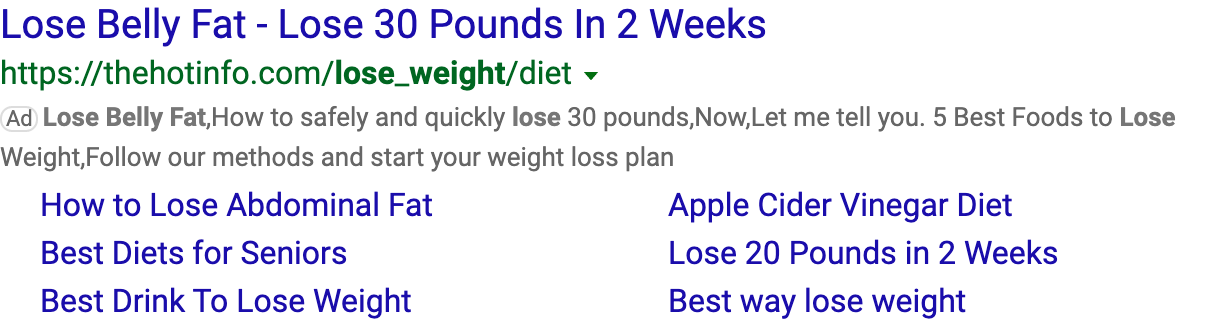 Lose Belly Fat - Lose 30 Pounds In 2 Weeks
https://thehotinfo.com/lose_weight/diet
Ad Lose Belly Fat,How to safely and quickly lose 30 pounds,Now,Let me tell you. 5 Best Foods to Lose
Weight,Follow our methods and start your weight loss plan
How to Lose Abdominal Fat
Apple Cider Vinegar Diet
Best Diets for Seniors
Lose 20 Pounds in 2 Weeks
Best Drink To Lose Weight
Best way lose weight